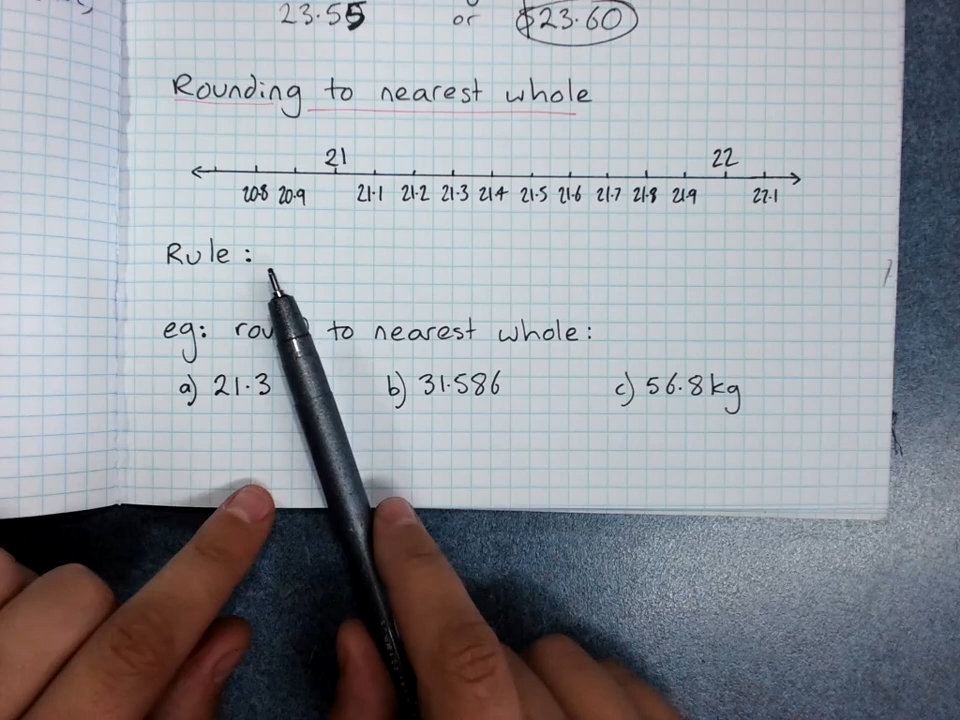 23.55 or $23.60
Rounding to nearest whole
21 22
20.8 20.9 21.1 21.2 21.3 21.4 21.5 21.6 21.7 21.8 21.9 22.1
Rule:
eg: to nearest whole:
a) 21.3 b) 31.586 c) 56.8kg